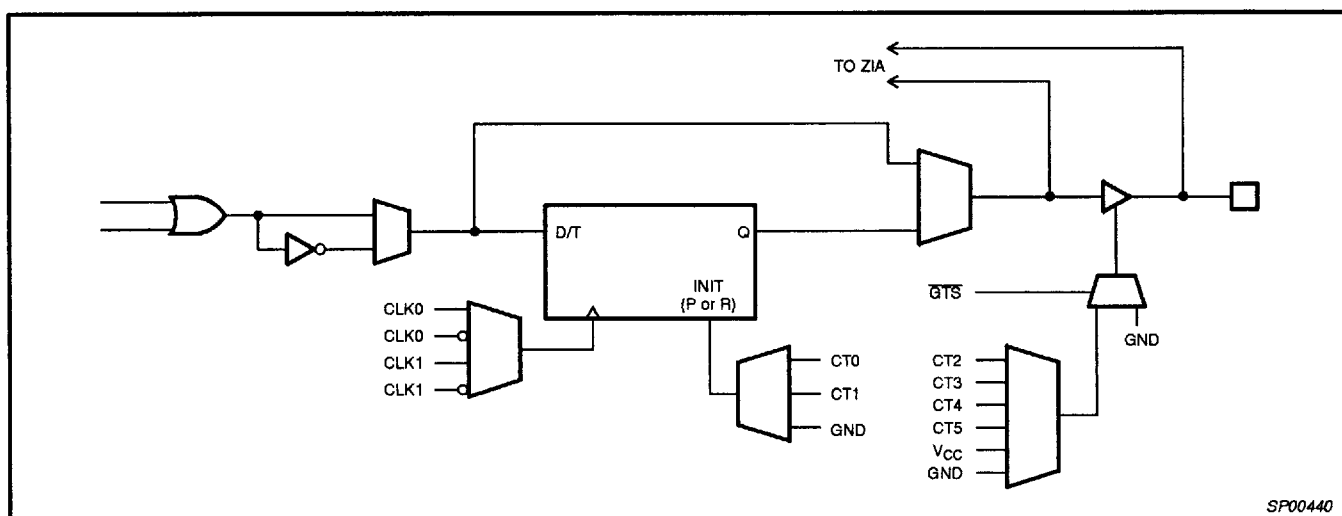 TO ZIA
D/T
Q
INIT
(P or R)
CLK0
CLK0
CLK1
CLK1
CT0
CT1
GND
GTS
GND
CT2
CT3
CT4
CT5
VCC
GND
SP00440